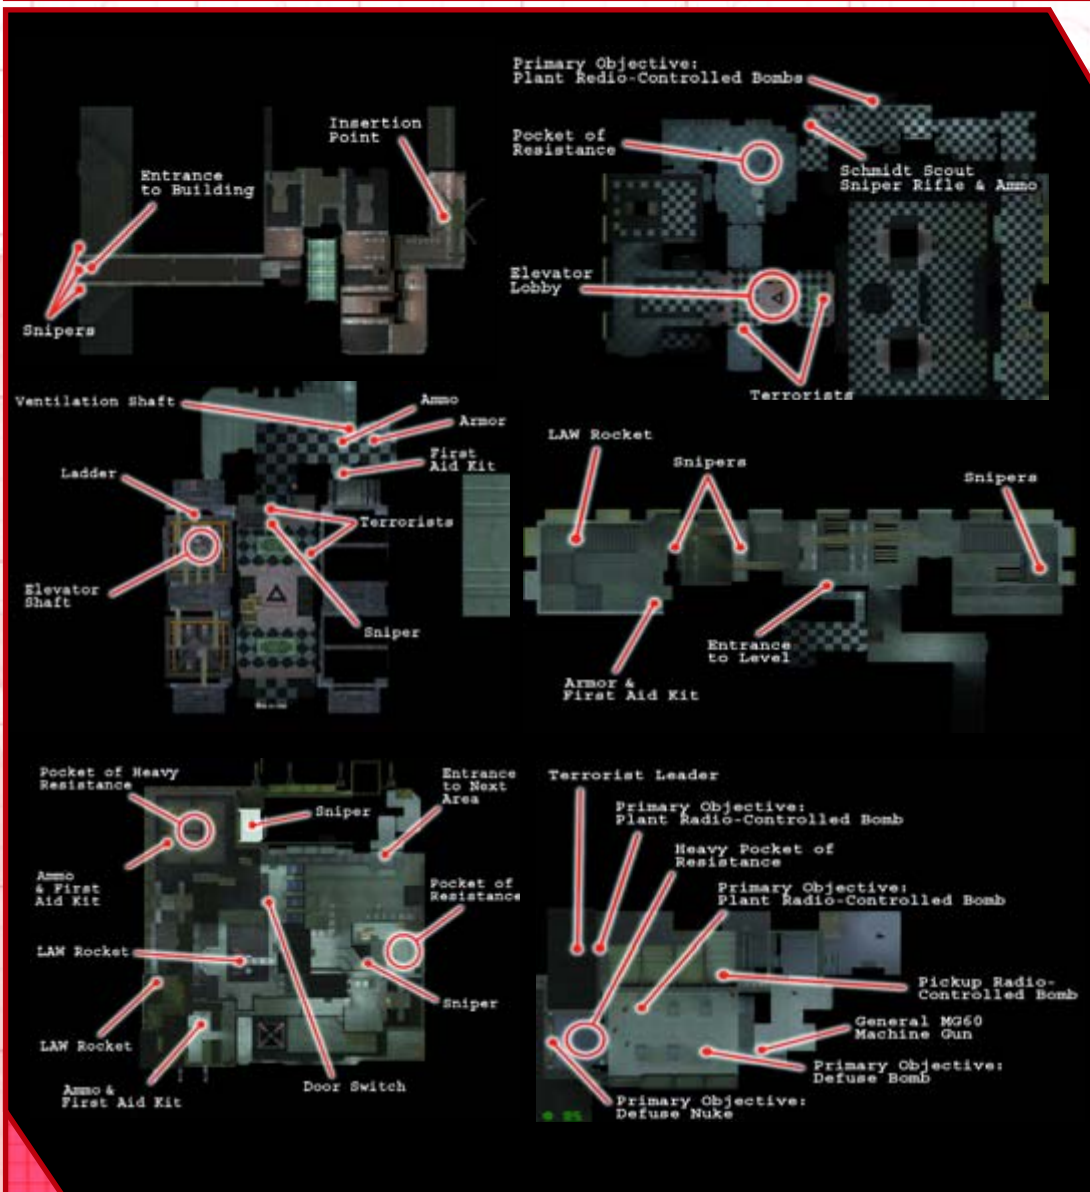 Insertion
Point
Entrance
to Building
Snipers
Primary Objective:
Plant Redio-Controlled Bombs
Pocket of
Resistance
Schmidt Scout
Sniper Rifle & Ammo
Elevator
Lobby
Terrorists
Ventilation Shaft
Ammo
Armor
First
Aid Kit
Ladder
Terrorists
Elevator
Shaft
Sniper
LAW Rocket
Snipers
Snipers
Entrance
to Level
Armor &
First Aid Kit
Pocket of Heavy
Resistance
Sniper
Entrance
to Next
Area
Ammo
& First
Aid Kit
Pocket of
Resistance
LAW Rocket
Sniper
LAW Rocket
Door Switch
Ammo &
First Aid Kit
Terrorist Leader
Primary Objective:
Plant Radio-Controlled Bomb
Heavy Pocket of
Resistance
Primary Objective:
Plant Radio-Controlled Bomb
Pickup Radio-
Controlled Bomb
General MG60
Machine Gun
Primary Objective:
Defuse Bomb
Primary Objective:
Defuse Nuke